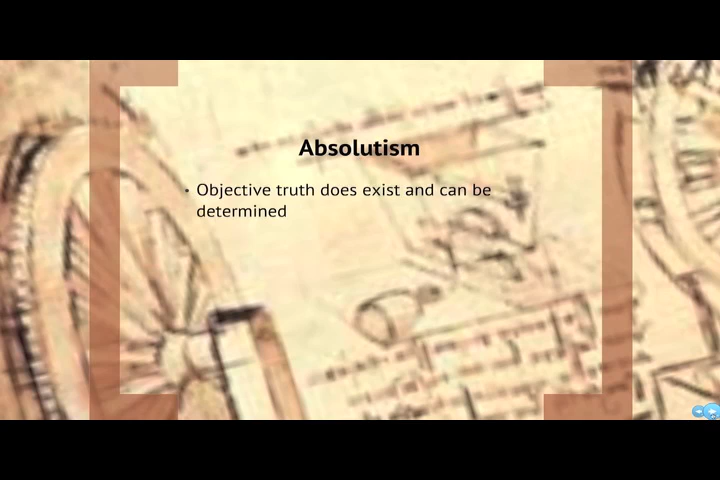 Absolutism
• Objective truth does exist and can be
determined